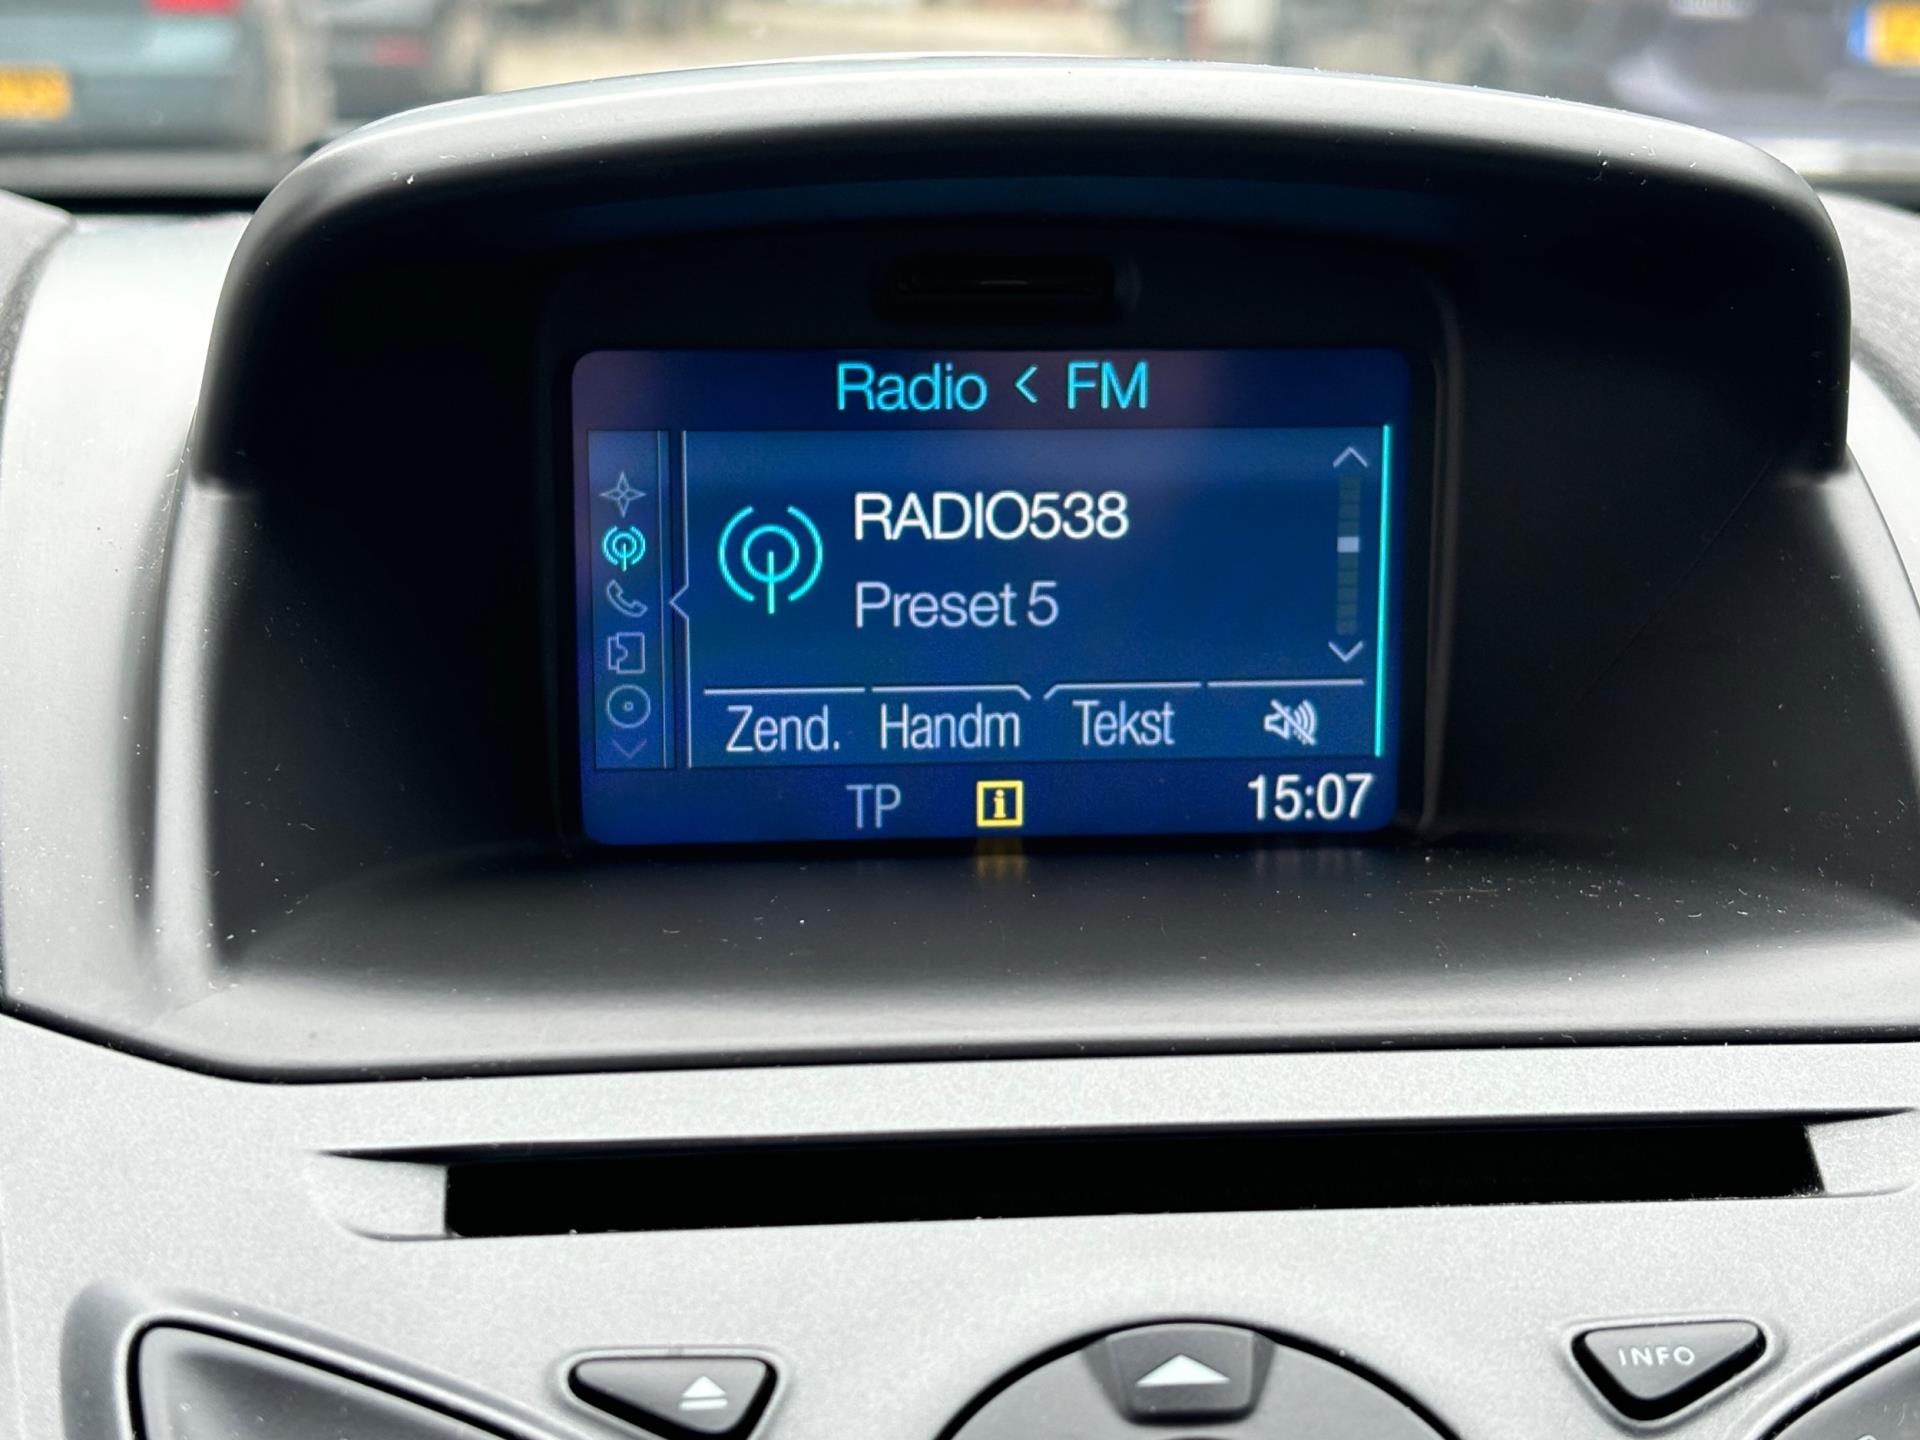 Radio < FM
RADIO538
Preset 5
Zend. Handm Tekst
TP i 15:07
INFO